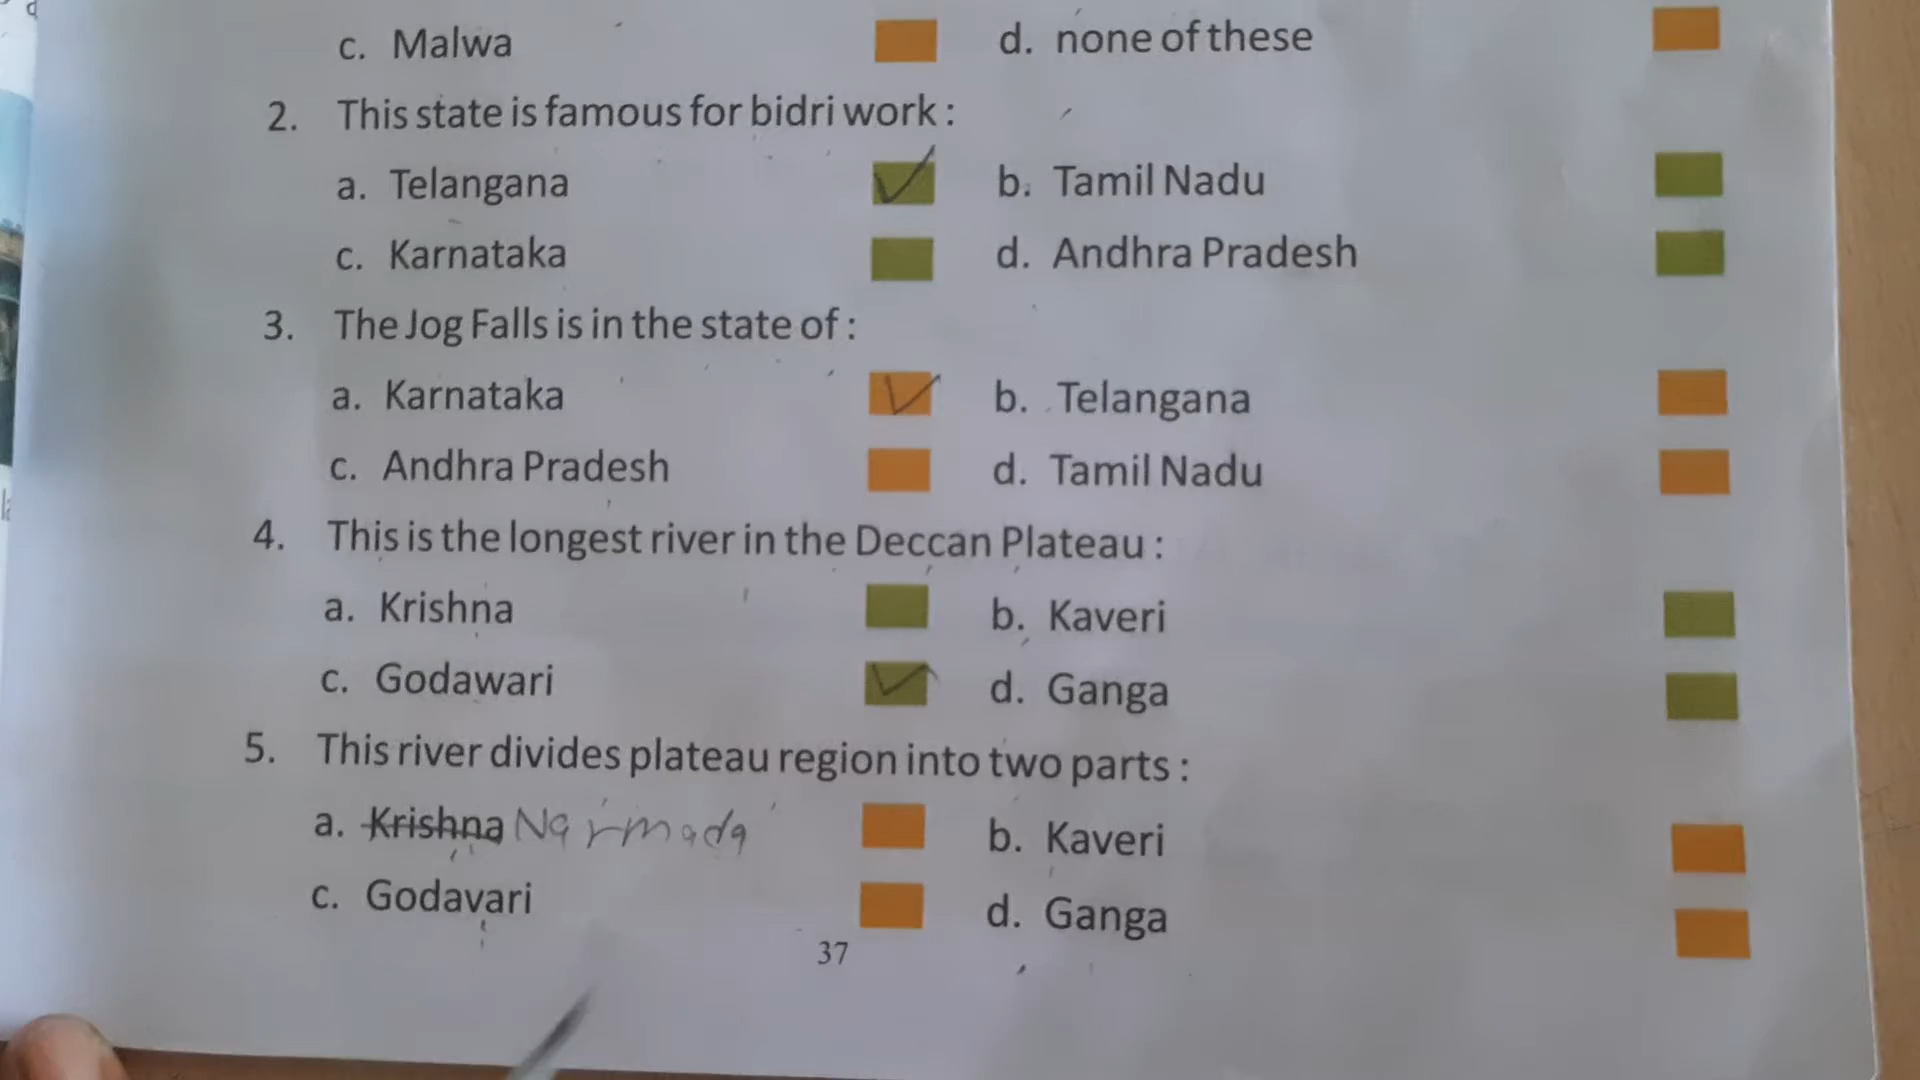 c. Malwa d. none of these
2. This state is famous for bidri work :
a. Telangana b. Tamil Nadu
c. Karnataka d. Andhra Pradesh
3. The Jog Falls is in the state of :
a. Karnataka b. Telangana
c. Andhra Pradesh d. Tamil Nadu
4. This is the longest river in the Deccan Plateau :
a. Krishna b. Kaveri
c. Godawari d. Ganga
5. This river divides plateau region into two parts :
a. Krishna Narmada b. Kaveri
c. Godavari d. Ganga
37